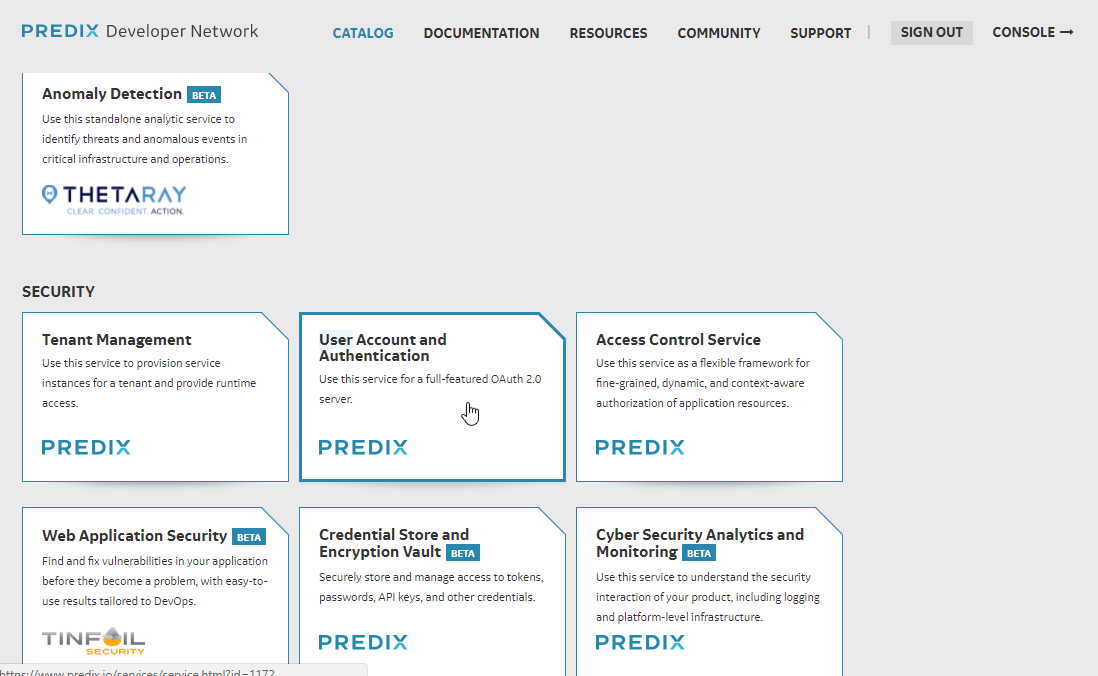 PREDIX Developer Network
CATALOG DOCUMENTATION RESOURCES COMMUNITY SUPPORT | SIGN OUT CONSOLE →
Anomaly Detection BETA
Use this standalone analytic service to
identify threats and anomalous events in
critical infrastructure and operations.
THETARAY
CLEAR. CONFIDENT. ACTION.
SECURITY
Tenant Management
Use this service to provision service
instances for a tenant and provide runtime
access.
PREDIX
User Account and
Authentication
Use this service for a full-featured OAuth 2.0
server.
PREDIX
Access Control Service
Use this service as a flexible framework for
fine-grained, dynamic, and context-aware
authorization of application resources.
PREDIX
Web Application Security BETA
Find and fix vulnerabilities in your application
before they become a problem, with easy-to-
use results tailored to DevOps.
TINFOIL
SECURITY
Credential Store and
Encryption Vault BETA
Securely store and manage access to tokens,
passwords, API keys, and other credentials.
PREDIX
Cyber Security Analytics and
Monitoring BETA
Use this service to understand the security
interaction of your product, including logging
and platform-level infrastructure.
PREDIX
https://www.predix.io/services/service.html?id=1172